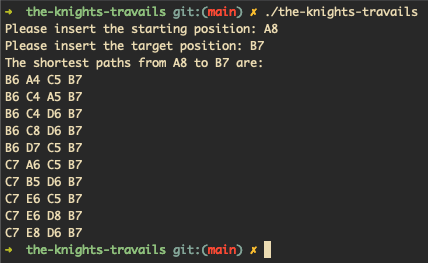 ➜  the-knights-travails git:(main) ✗ ./the-knights-travails
Please insert the starting position: A8
Please insert the target position: B7
The shortest paths from A8 to B7 are:
B6 A4 C5 B7
B6 C4 A5 B7
B6 C4 D6 B7
B6 C8 D6 B7
B6 D7 C5 B7
C7 A6 C5 B7
C7 B5 D6 B7
C7 E6 C5 B7
C7 E6 D8 B7
C7 E8 D6 B7
➜  the-knights-travails git:(main) ✗